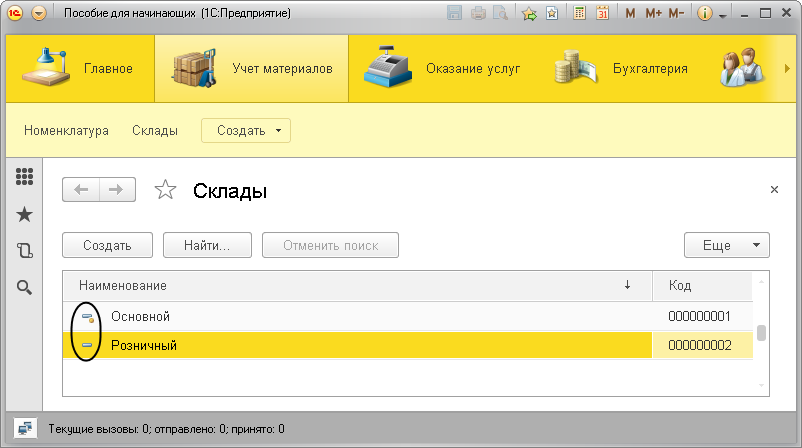 Пособие для начинающих (1С:Предприятие)
M M+ M-
Главное
Учет материалов
Оказание услуг
Бухгалтерия
Номенклатура Склады Создать
Склады
Создать Найти... Отменить поиск Еще
Наименование Код
Основной 000000001
Розничный 000000002
Текущие вызовы: 0; отправлено: 0; принято: 0